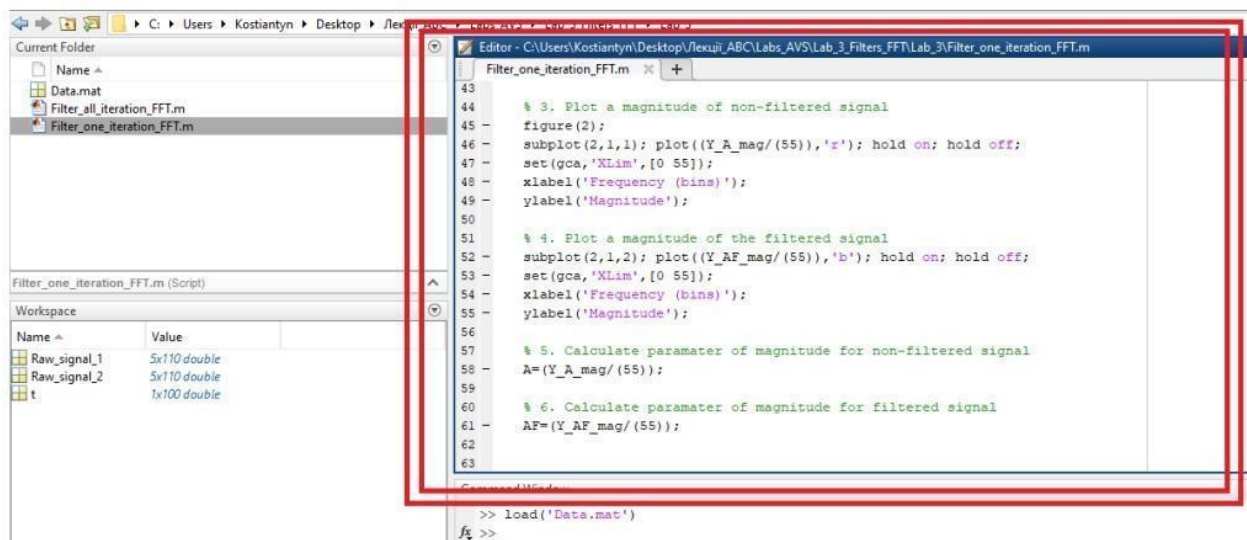 C: Users Kostiantyn Desktop
Current Folder
Name
Data.mat
Filter_all_iteration_FFT.m
Filter_one_iteration_FFT.m
Filter_one_iteration_FFT.m (Script)
Workspace
Name Value
Raw_signal_1 5x110 double
Raw_signal_2 5x110 double
t 1x100 double
Editor - C:\Users\Kostiantyn\Desktop\Лекції_АВС\Labs_AVS\Lab_3_Filters_FFT\Lab_3\Filter_one_iteration_FFT.m
Filter_one_iteration_FFT.m × +
43
44 % 3. Plot a magnitude of non-filtered signal
45 – figure(2);
46 – subplot(2,1,1); plot((Y_A_mag/(55)),'r'); hold on; hold off;
47 – set(gca,'XLim',[0 55]);
48 – xlabel('Frequency (bins)');
49 – ylabel('Magnitude');
50
51 % 4. Plot a magnitude of the filtered signal
52 – subplot(2,1,2); plot((Y_AF_mag/(55)),'b'); hold on; hold off;
53 – set(gca,'XLim',[0 55]);
54 – xlabel('Frequency (bins)');
55 – ylabel('Magnitude');
56
57 % 5. Calculate paramater of magnitude for non-filtered signal
58 – A=(Y_A_mag/(55));
59
60 % 6. Calculate paramater of magnitude for filtered signal
61 – AF=(Y_AF_mag/(55));
62
63
Command Window
>> load('Data.mat')
fx >>